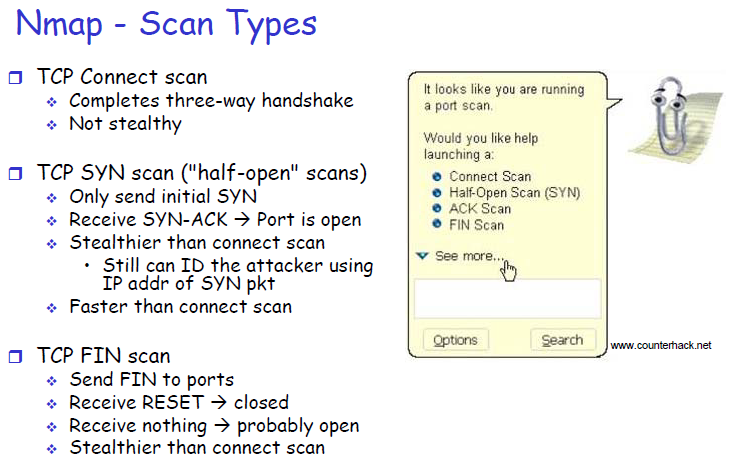 Nmap - Scan Types
TCP Connect scan
Completes three-way handshake
Not stealthy
TCP SYN scan ("half-open" scans)
Only send initial SYN
Receive SYN-ACK → Port is open
Stealthier than connect scan
Still can ID the attacker using
IP addr of SYN pkt
Faster than connect scan
TCP FIN scan
Send FIN to ports
Receive RESET → closed
Receive nothing → probably open
Stealthier than connect scan
It looks like you are running
a port scan.
Would you like help
launching a:
Connect Scan
Half-Open Scan (SYN)
ACK Scan
FIN Scan
See more...
Options
Search
www.counterhack.net